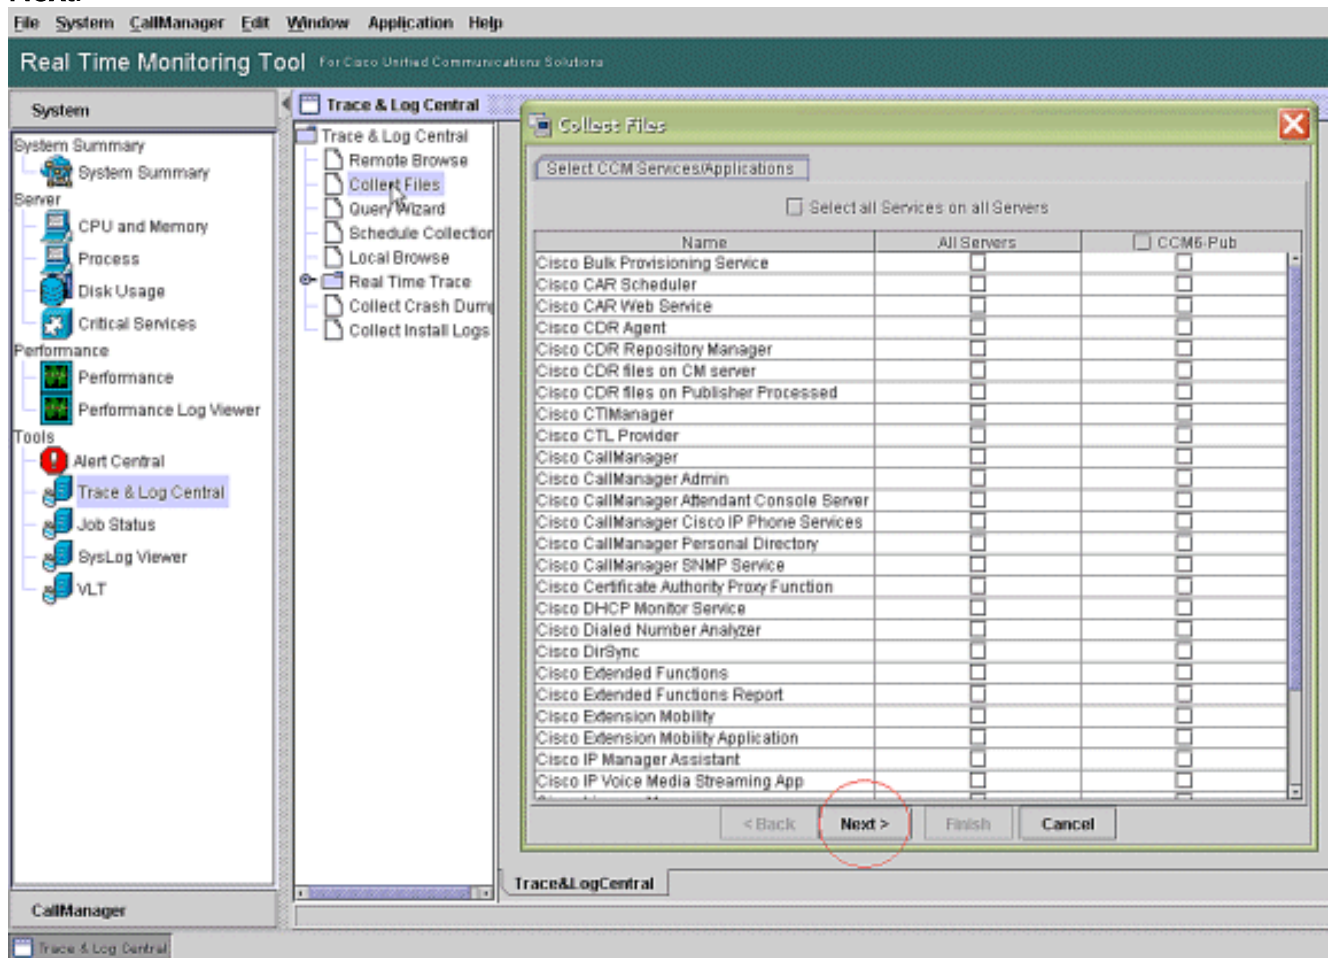 File System CallManager Edit Window Application Help
Real Time Monitoring Tool For Cisco Unified Communications Solutions
System
System Summary
System Summary
Server
CPU and Memory
Process
Disk Usage
Critical Services
Performance
Performance
Performance Log Viewer
Tools
Alert Central
Trace & Log Central
Job Status
SysLog Viewer
VLT
CallManager
Trace & Log Central
Trace & Log Central
Trace & Log Central
Remote Browse
Collect Files
Query Wizard
Schedule Collection
Local Browse
Real Time Trace
Collect Crash Dump
Collect Install Logs
Collect Files
Select CCM Services/Applications
Select all Services on all Servers
Name All Servers CCM6-Pub
Cisco Bulk Provisioning Service
Cisco CAR Scheduler
Cisco CAR Web Service
Cisco CDR Agent
Cisco CDR Repository Manager
Cisco CDR files on CM server
Cisco CDR files on Publisher Processed
Cisco CTIManager
Cisco CTL Provider
Cisco CallManager
Cisco CallManager Admin
Cisco CallManager Attendant Console Server
Cisco CallManager Cisco IP Phone Services
Cisco CallManager Personal Directory
Cisco CallManager SNMP Service
Cisco Certificate Authority Proxy Function
Cisco DHCP Monitor Service
Cisco Dialed Number Analyzer
Cisco DirSync
Cisco Extended Functions
Cisco Extended Functions Report
Cisco Extension Mobility
Cisco Extension Mobility Application
Cisco IP Manager Assistant
Cisco IP Voice Media Streaming App
< Back Next > Finish Cancel
Trace&LogCentral